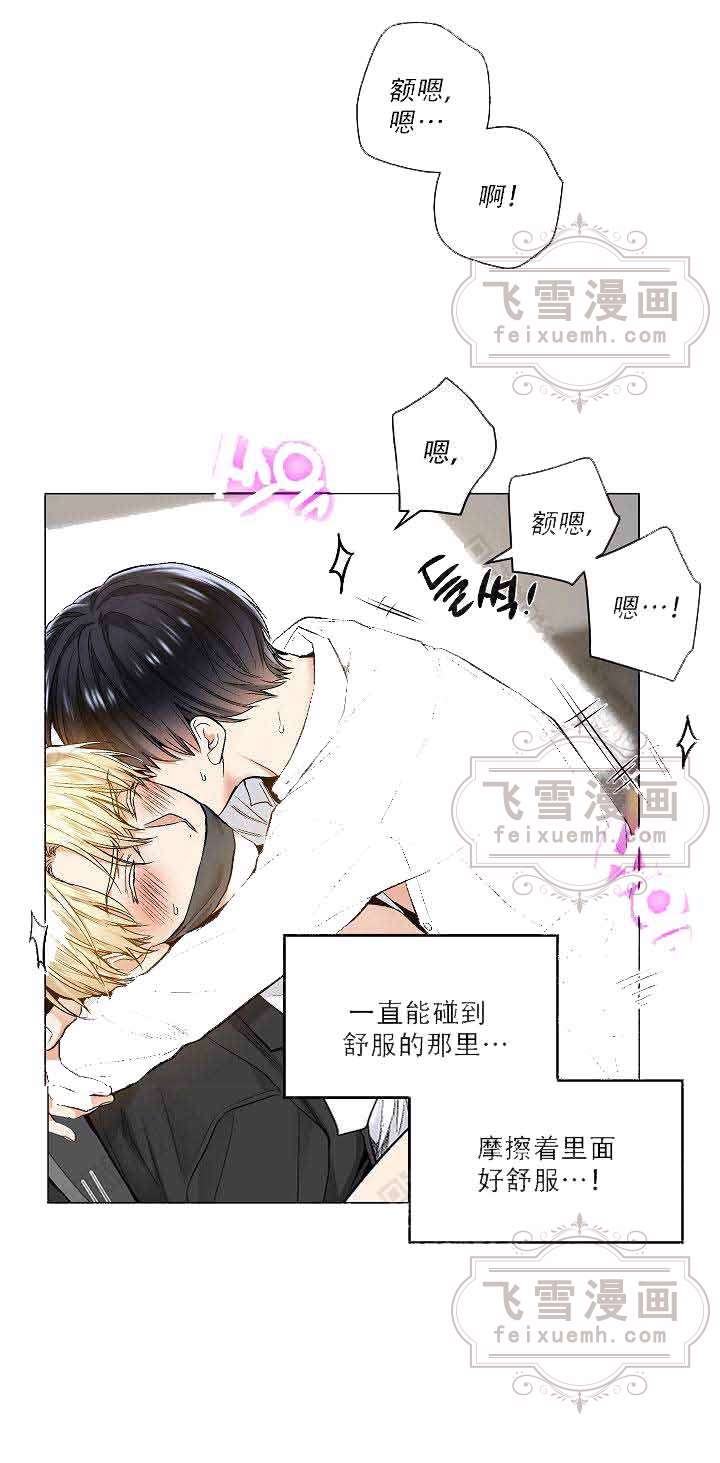 额嗯,
嗯…
啊!
飞雪漫画
feixuemh.com
嗯,
额嗯,
嗯…!
들썩!
飞雪漫画
feixuemh.com
一直能碰到
舒服的那里…
摩擦着里面
好舒服…!
飞雪漫画
feixuemh.com